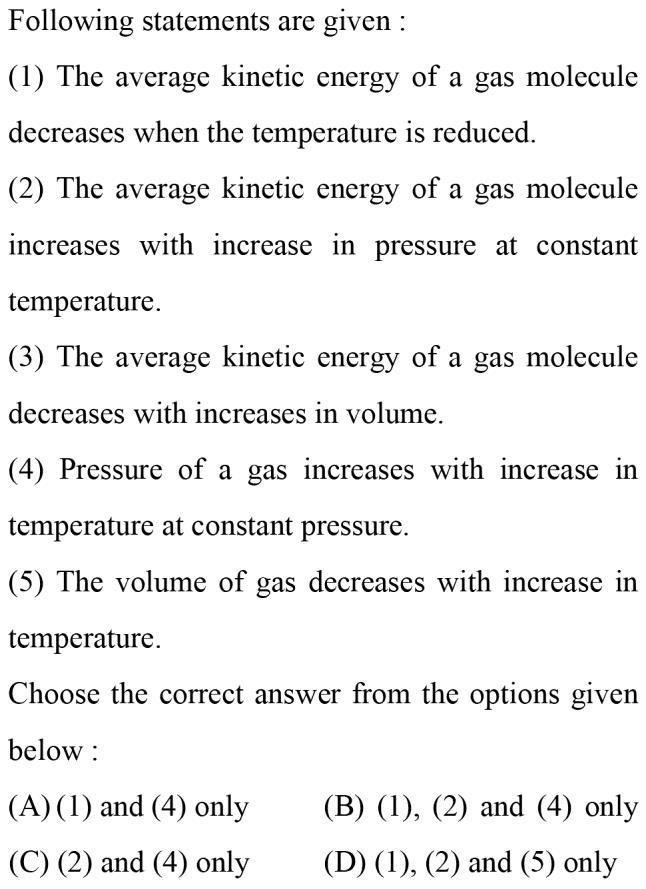 Following statements are given :
(1) The average kinetic energy of a gas molecule
decreases when the temperature is reduced.
(2) The average kinetic energy of a gas molecule
increases with increase in pressure at constant
temperature.
(3) The average kinetic energy of a gas molecule
decreases with increases in volume.
(4) Pressure of a gas increases with increase in
temperature at constant pressure.
(5) The volume of gas decreases with increase in
temperature.
Choose the correct answer from the options given
below :
(A) (1) and (4) only (B) (1), (2) and (4) only
(C) (2) and (4) only (D) (1), (2) and (5) only